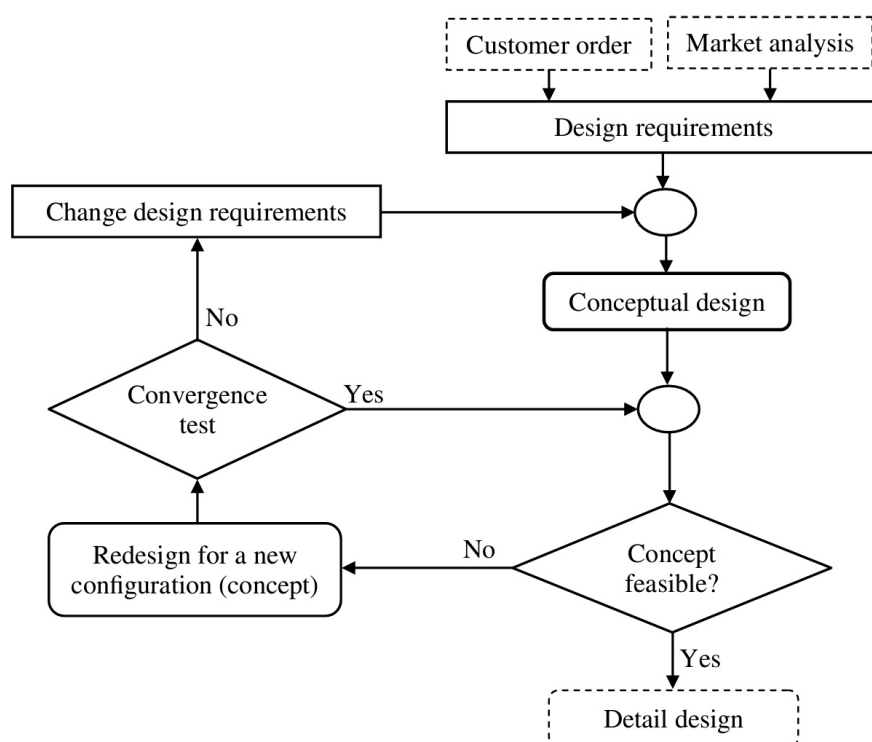 Customer order
Market analysis
Design requirements
Change design requirements
Conceptual design
No
Convergence
test
Yes
Redesign for a new
configuration (concept)
No
Concept
feasible?
Yes
Detail design